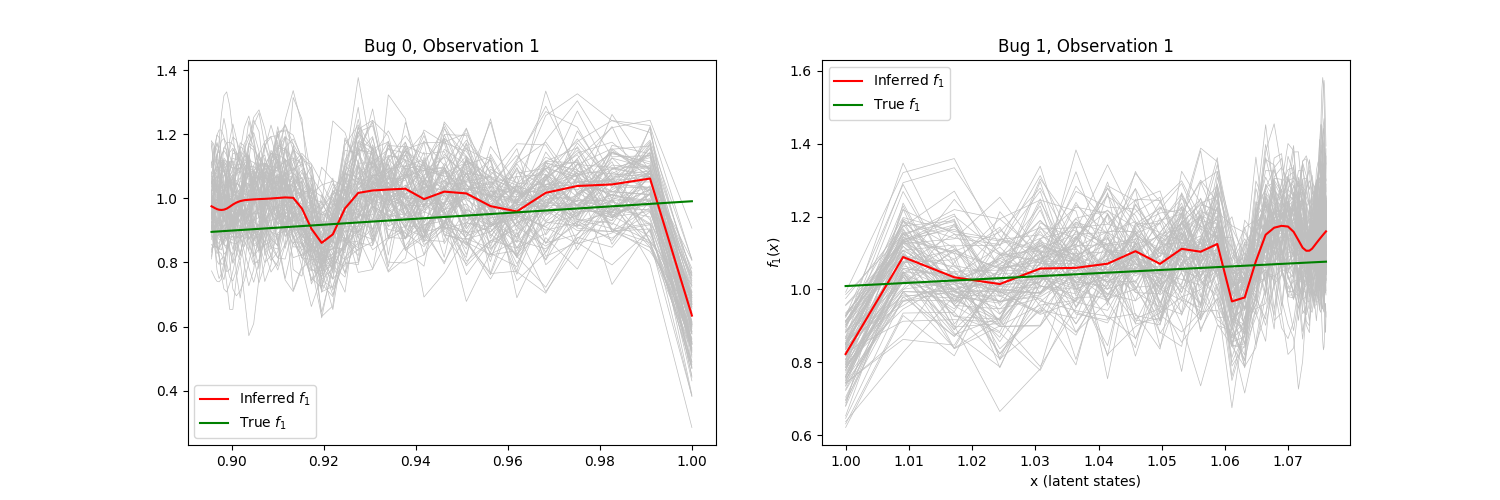 Bug 0, Observation 1
1.4
1.2
1.0
0.8
0.6
0.4
Inferred f₁
True f₁
0.90 0.92 0.94 0.96 0.98 1.00
Bug 1, Observation 1
f₁(x)
1.6
1.4
1.2
1.0
0.8
0.6
Inferred f₁
True f₁
1.00 1.01 1.02 1.03 1.04 1.05 1.06 1.07
x (latent states)